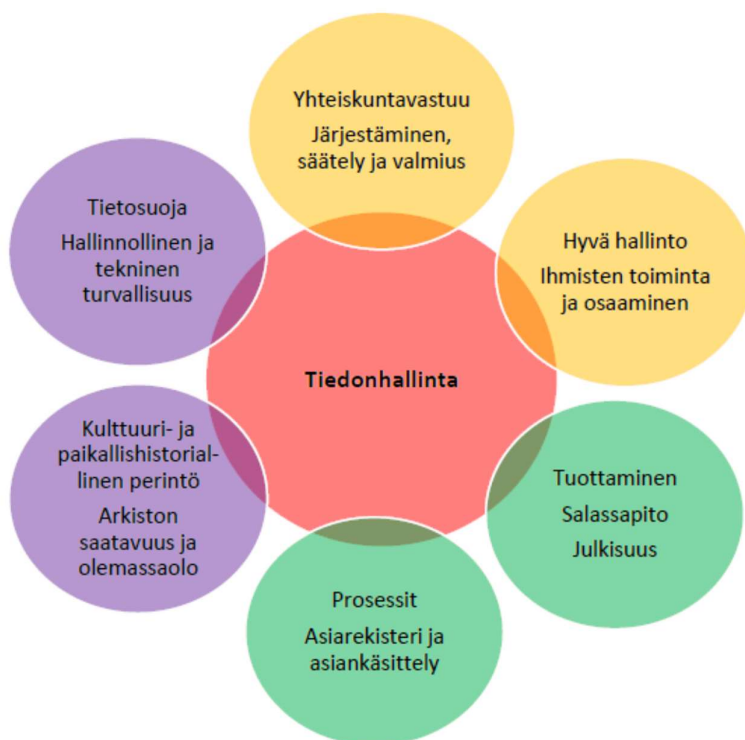 Yhteiskuntavastuu
Järjestäminen,
säätely ja valmius
Hyvä hallinto
Ihmisten toiminta
ja osaaminen
Tuottaminen
Salassapito
Julkisuus
Prosessit
Asiarekisteri ja
asiankäsittely
Kulttuuri- ja
paikallishistorial-
linen perintö
Arkiston
saatavuus ja
olemassaolo
Tietosuoja
Hallinnollinen ja
tekninen
turvallisuus
Tiedonhallinta